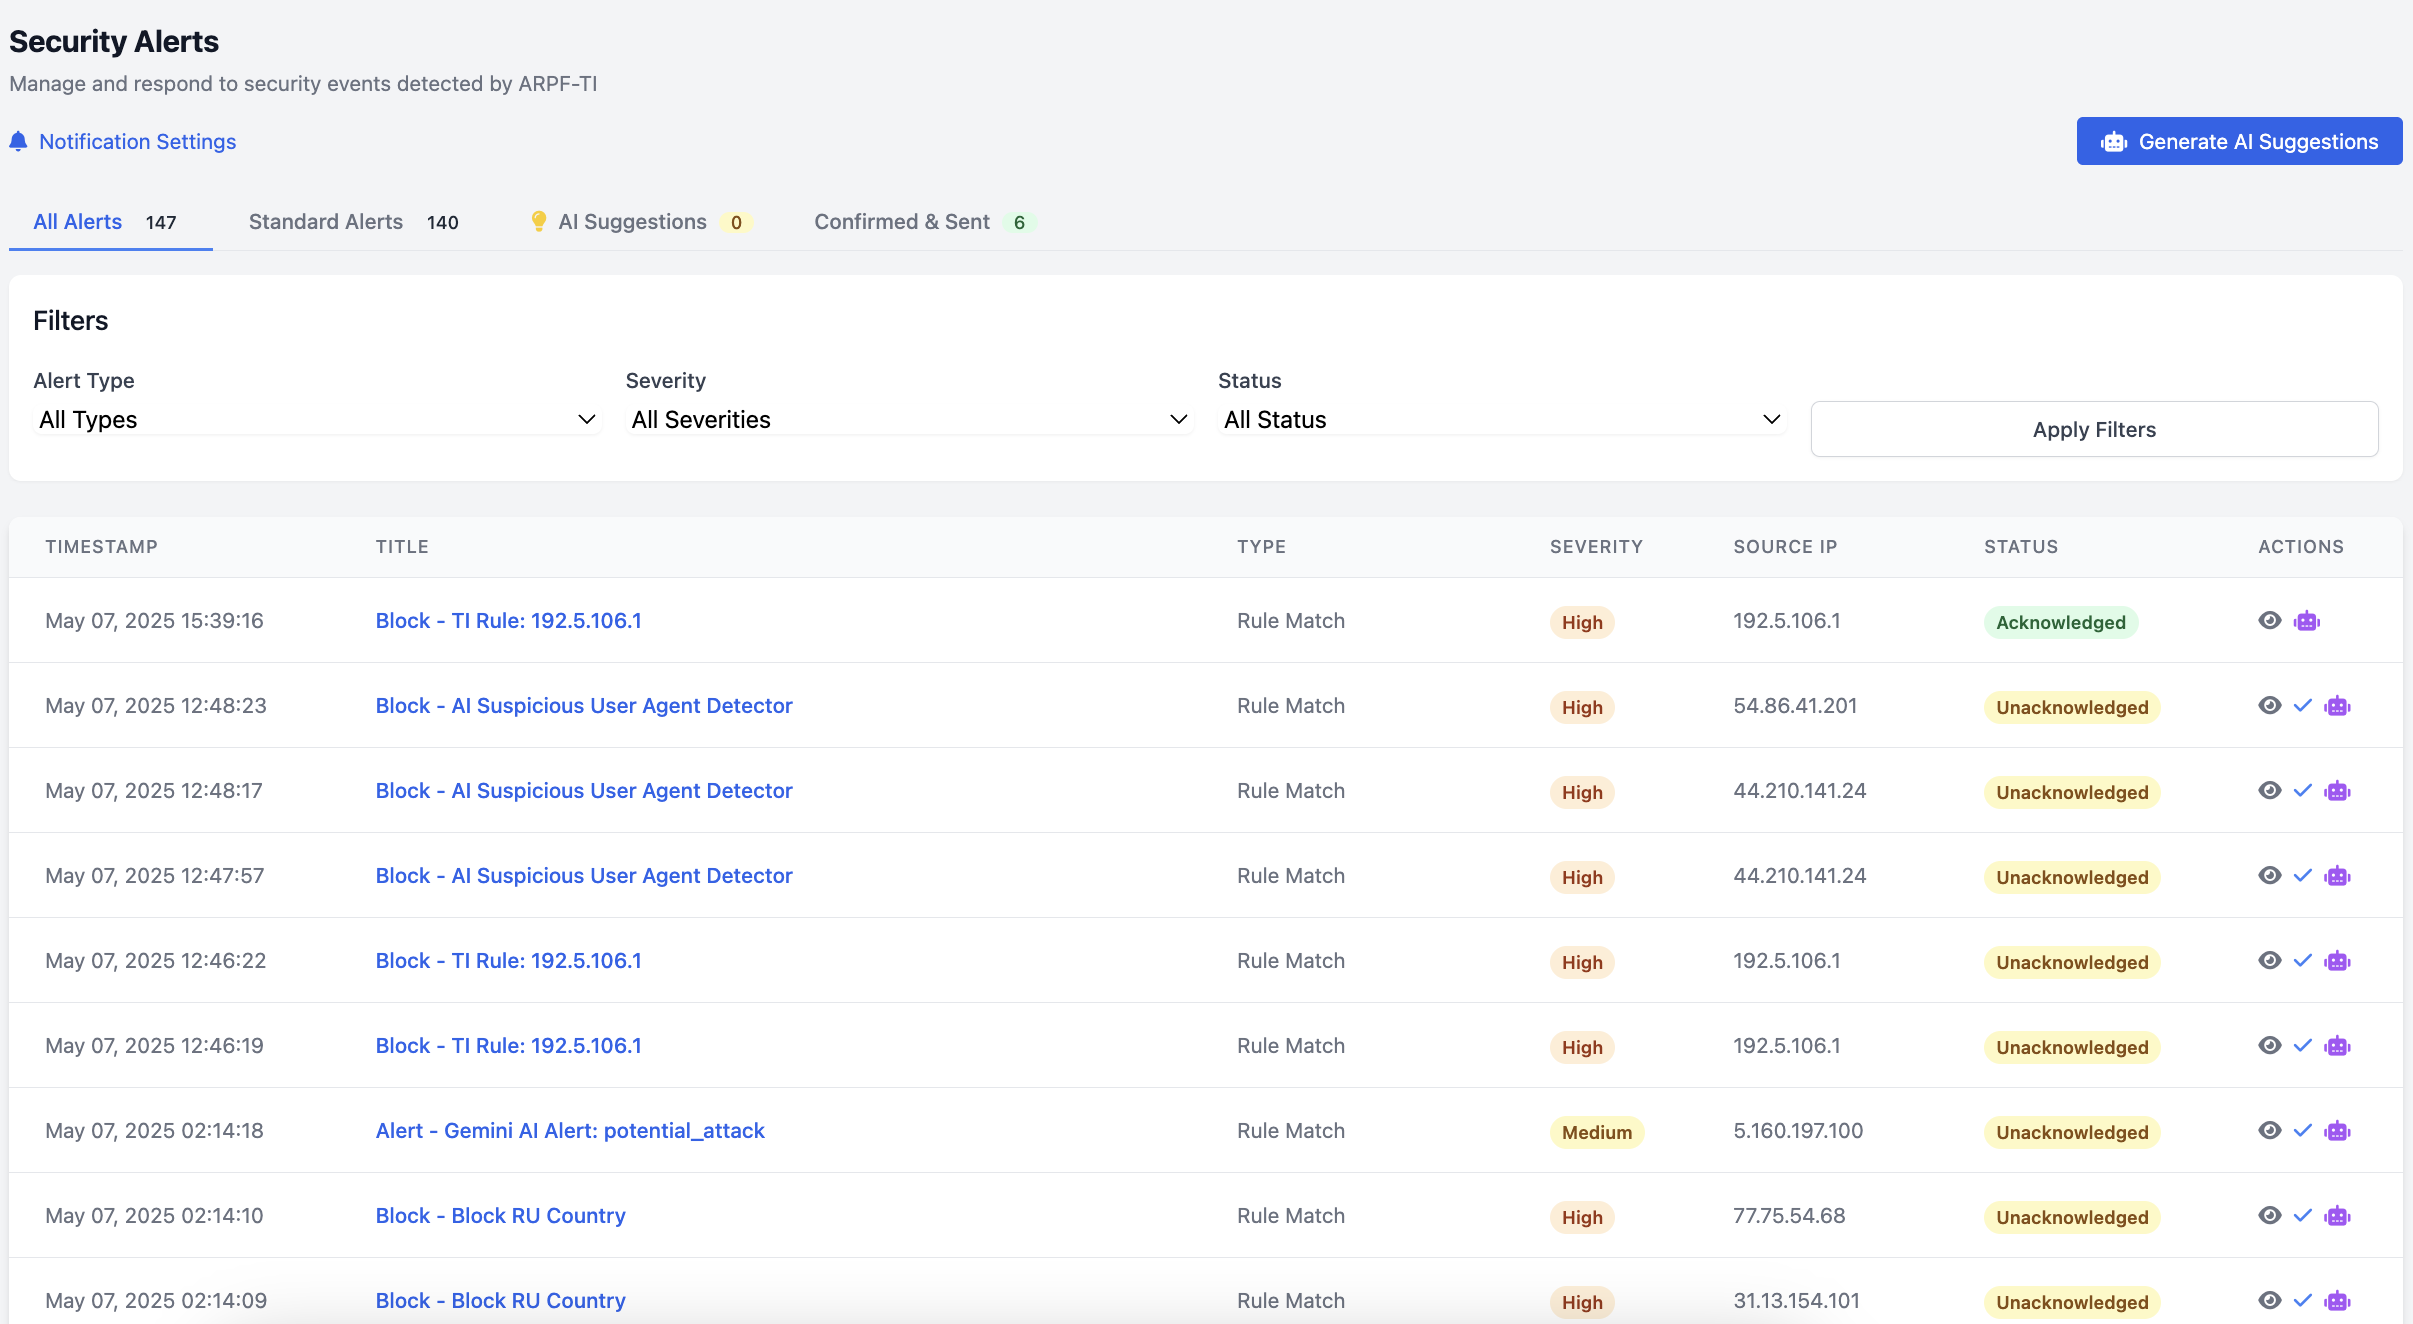 Security Alerts
Manage and respond to security events detected by ARPF-TI
Notification Settings
Generate AI Suggestions
All Alerts 147 Standard Alerts 140 AI Suggestions 0 Confirmed & Sent 6
Filters
Alert Type Severity Status
All Types All Severities All Status Apply Filters
TIMESTAMP TITLE TYPE SEVERITY SOURCE IP STATUS ACTIONS
May 07, 2025 15:39:16 Block - TI Rule: 192.5.106.1 Rule Match High 192.5.106.1 Acknowledged
May 07, 2025 12:48:23 Block - AI Suspicious User Agent Detector Rule Match High 54.86.41.201 Unacknowledged
May 07, 2025 12:48:17 Block - AI Suspicious User Agent Detector Rule Match High 44.210.141.24 Unacknowledged
May 07, 2025 12:47:57 Block - AI Suspicious User Agent Detector Rule Match High 44.210.141.24 Unacknowledged
May 07, 2025 12:46:22 Block - TI Rule: 192.5.106.1 Rule Match High 192.5.106.1 Unacknowledged
May 07, 2025 12:46:19 Block - TI Rule: 192.5.106.1 Rule Match High 192.5.106.1 Unacknowledged
May 07, 2025 02:14:18 Alert - Gemini AI Alert: potential_attack Rule Match Medium 5.160.197.100 Unacknowledged
May 07, 2025 02:14:10 Block - Block RU Country Rule Match High 77.75.54.68 Unacknowledged
May 07, 2025 02:14:09 Block - Block RU Country Rule Match High 31.13.154.101 Unacknowledged